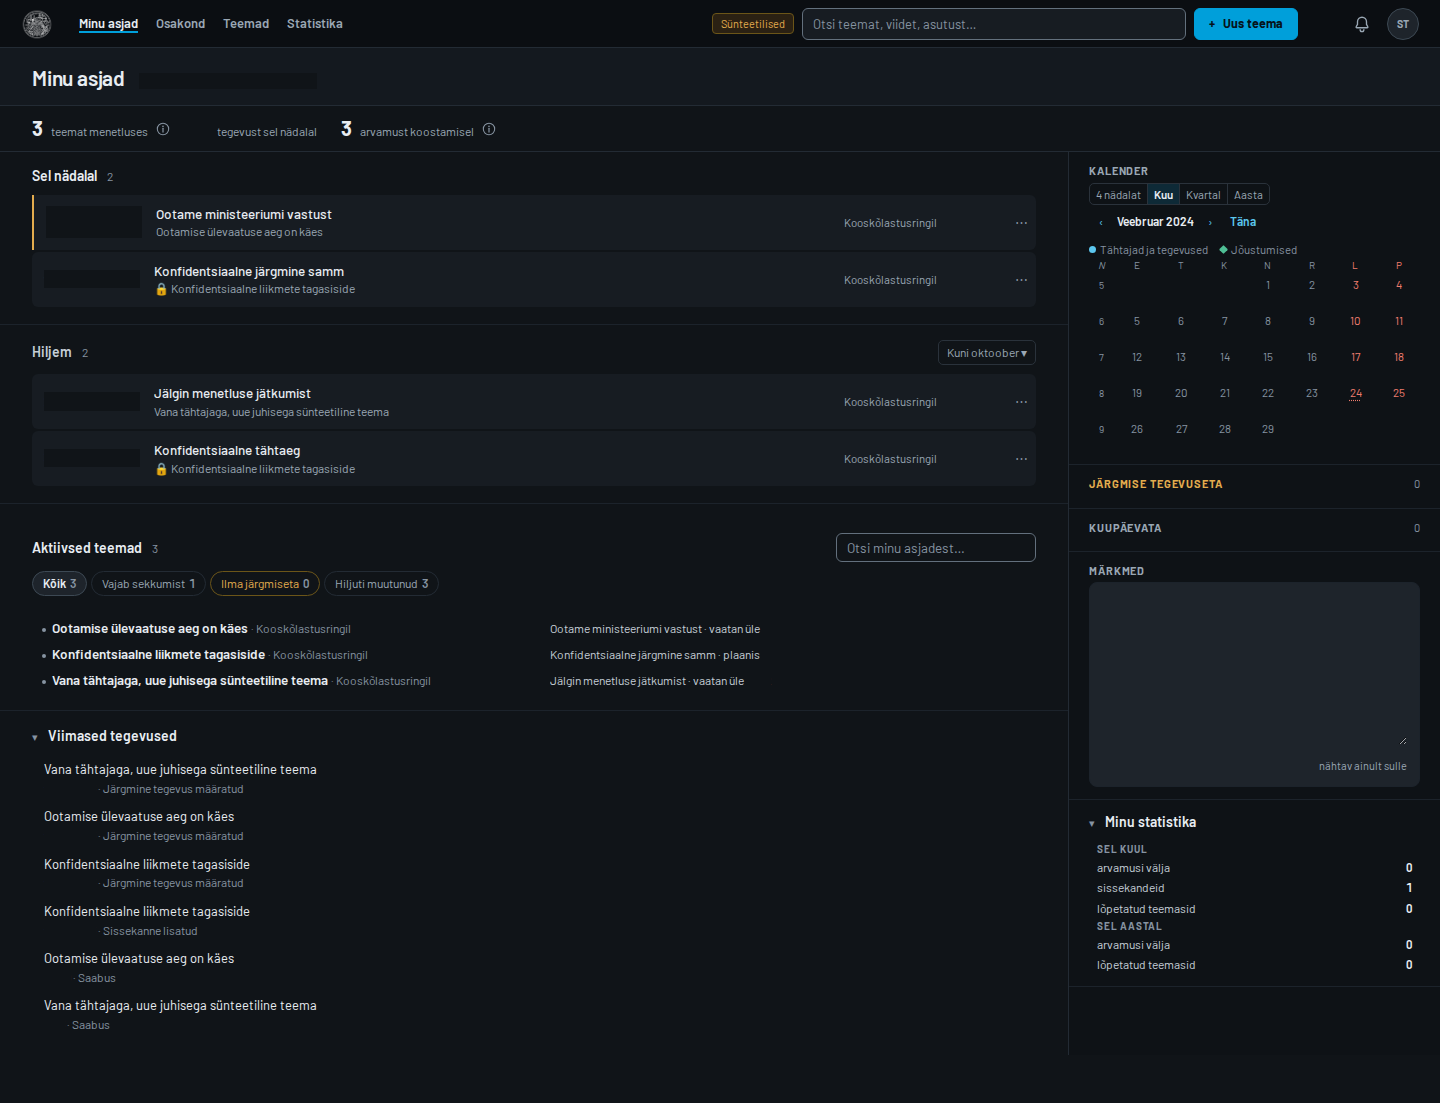 Minu asjad Osakond Teemad Statistika Sünteetilised Otsi teemat, viidet, asutust… + Uus teema ST
Minu asjad
3 teemat menetluses tegevust sel nädalal 3 arvamust koostamisel
Sel nädalal 2
Ootame ministeeriumi vastust
Ootamise ülevaatuse aeg on käes
Kooskõlastusringil
Konfidentsiaalne järgmine samm
🔒 Konfidentsiaalne liikmete tagasiside
Kooskõlastusringil
Hiljem 2 Kuni oktoober ▾
Jälgin menetluse jätkumist
Vana tähtajaga, uue juhisega sünteetiline teema
Kooskõlastusringil
Konfidentsiaalne tähtaeg
🔒 Konfidentsiaalne liikmete tagasiside
Kooskõlastusringil
Aktiivsed teemad 3 Otsi minu asjadest…
Kõik 3 Vajab sekkumist 1 Ilma järgmiseta 0 Hiljuti muutunud 3
Ootamise ülevaatuse aeg on käes · Kooskõlastusringil Ootame ministeeriumi vastust · vaatan üle
Konfidentsiaalne liikmete tagasiside · Kooskõlastusringil Konfidentsiaalne järgmine samm · plaanis
Vana tähtajaga, uue juhisega sünteetiline teema · Kooskõlastusringil Jälgin menetluse jätkumist · vaatan üle
▾ Viimased tegevused
Vana tähtajaga, uue juhisega sünteetiline teema
· Järgmine tegevus määratud
Ootamise ülevaatuse aeg on käes
· Järgmine tegevus määratud
Konfidentsiaalne liikmete tagasiside
· Järgmine tegevus määratud
Konfidentsiaalne liikmete tagasiside
· Sissekanne lisatud
Ootamise ülevaatuse aeg on käes
· Saabus
Vana tähtajaga, uue juhisega sünteetiline teema
· Saabus
KALENDER
4 nädalat Kuu Kvartal Aasta
‹ Veebruar 2024 › Täna
Tähtajad ja tegevused Jõustumised
N E T K N R L P
5 1 2 3 4
6 5 6 7 8 9 10 11
7 12 13 14 15 16 17 18
8 19 20 21 22 23 24 25
9 26 27 28 29
JÄRGMISE TEGEVUSETA 0
KUUPÄEVATA 0
MÄRKMED
nähtav ainult sulle
▾ Minu statistika
SEL KUUL
arvamusi välja 0
sissekandeid 1
lõpetatud teemasid 0
SEL AASTAL
arvamusi välja 0
lõpetatud teemasid 0